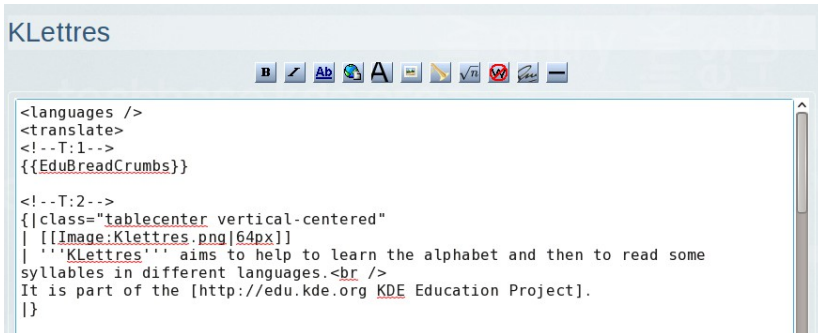 KLettres
B I Ab A √n W
<languages />
<translate>
<!--T:1-->
{{EduBreadCrumbs}}
<!--T:2-->
{|class="tablecenter vertical-centered"
| [[Image:Klettres.png|64px]]
| '''KLettres''' aims to help to learn the alphabet and then to read some
syllables in different languages.<br />
It is part of the [http://edu.kde.org KDE Education Project].
|}